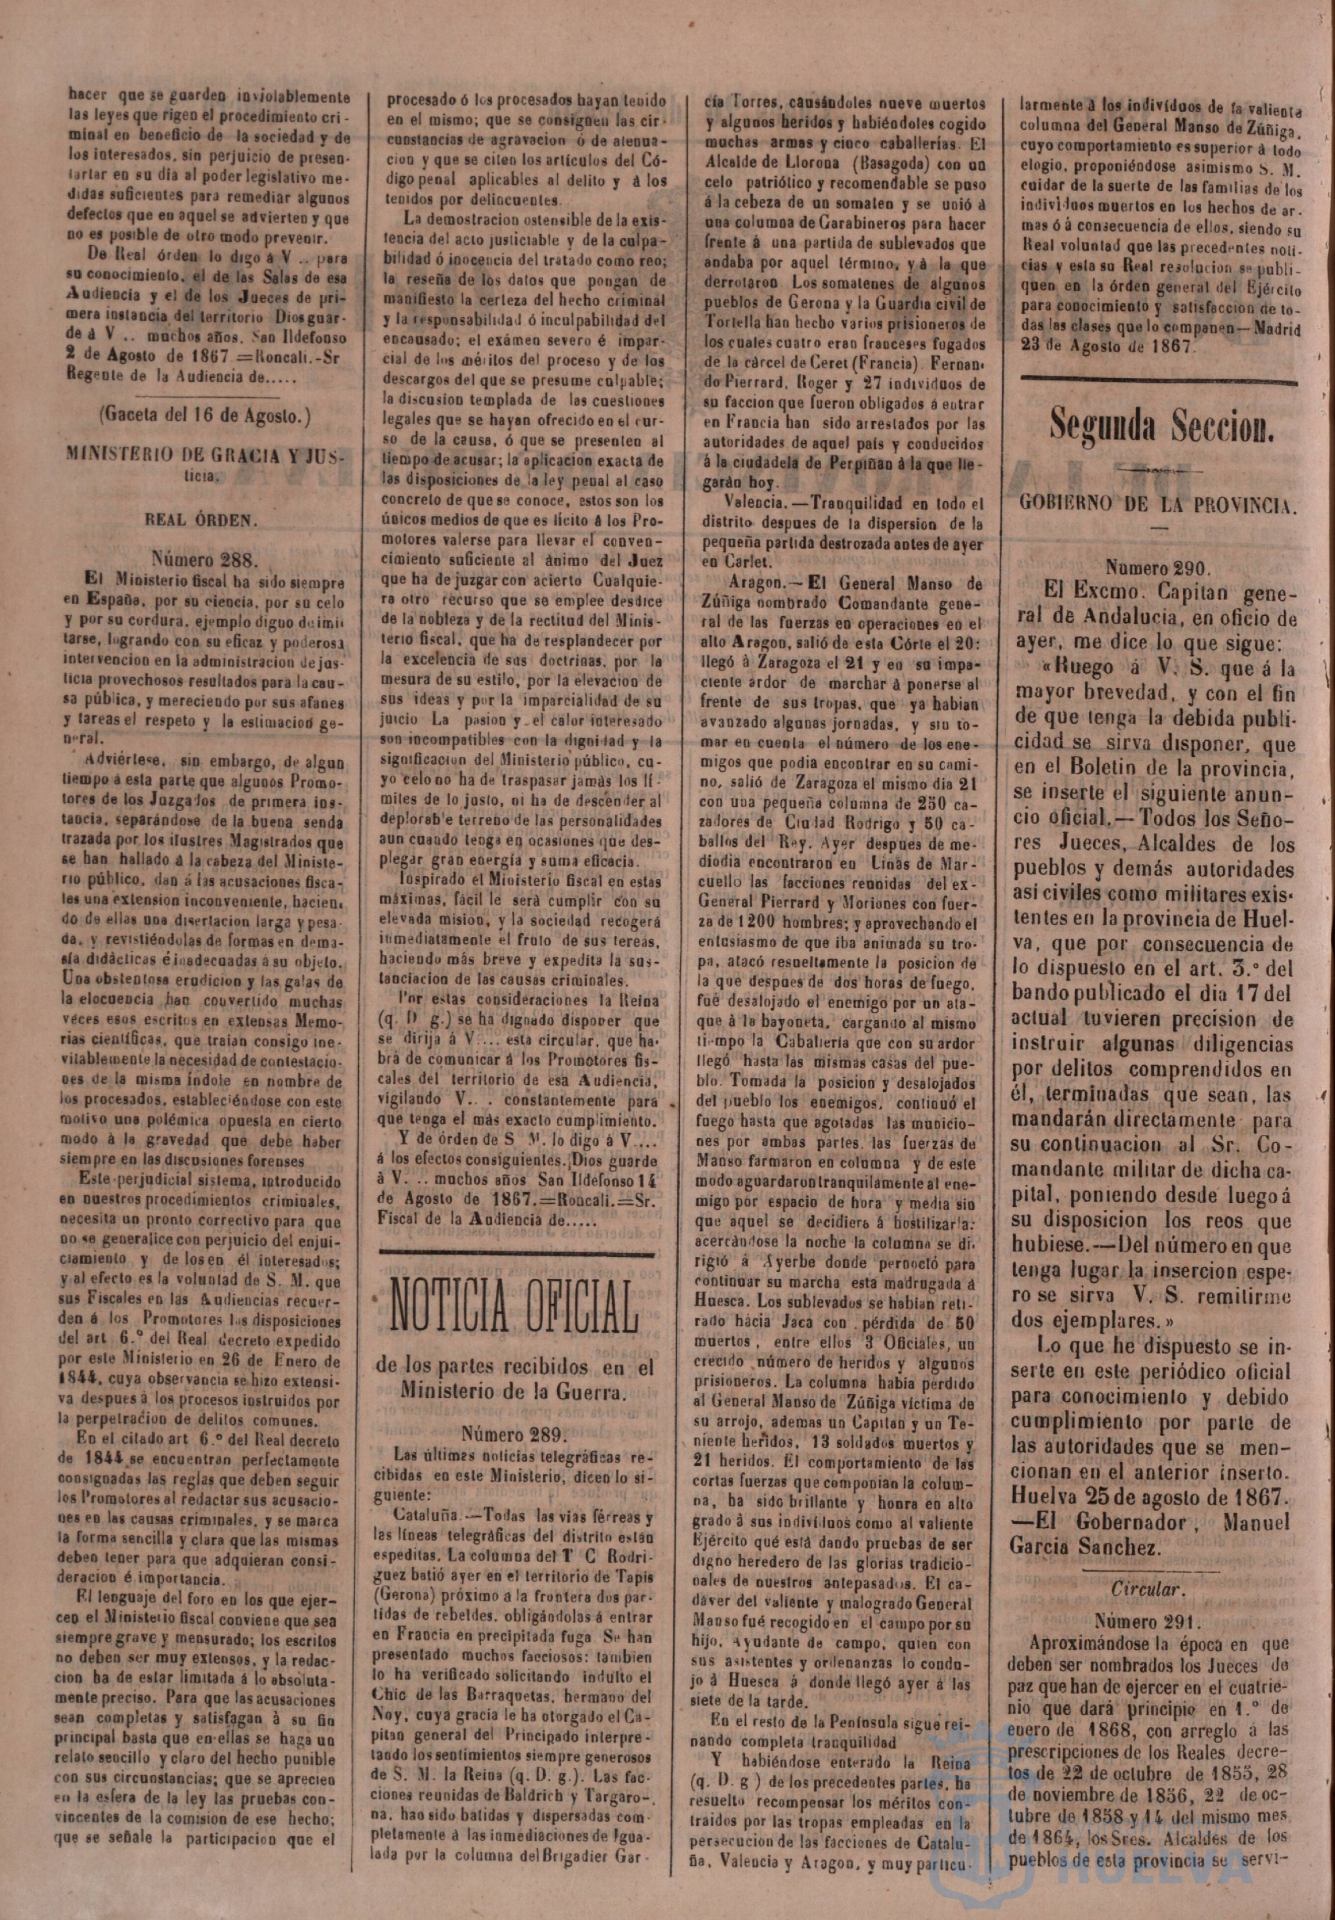 hacer que se guarden inviolablemente
las leyes que rigen el procedimiento cri-
minal en beneficio de la sociedad y de
los interesados, sin perjuicio de presen-
tartar en su dia al poder legislativo me-
didas suficientes para remediar algunos
defectos que en aquel se advierten y que
no es posible de otro modo prevenir.
De Real órden lo digo á V... para
su conocimiento, el de las Salas de esa
Audiencia y el de los Jueces de pri-
mera instancia del territorio Dios guar-
de á V... muchos años. San Ildefonso
2 de Agosto de 1867.=Roncali.-Sr
Regente de la Audiencia de.....
(Gaceta del 16 de Agosto.)
MINISTERIO DE GRACIA Y JUS-
ticia.
REAL ÓRDEN.
Número 288.
El Ministerio fiscal ha sido siempre
en España, por su ciencia, por su celo
y por su cordura, ejemplo digno de imi
tarse, logrando con su eficaz y poderosa
intervencion en la administracion de jus-
ticia provechosos resultados para la cau-
sa pública, y mereciendo por sus afanes
y tareas el respeto y la estimacion ge-
neral.
Adviértese, sin embargo, de algun
tiempo á esta parte que algunos Promo-
tores de los Juzgados de primera ins-
tancia, separándose de la buena senda
trazada por los ilustres Magistrados que
se han hallado á la cabeza del Ministe-
rio público, dan á las acusaciones fisca-
les una extension inconveniente, hacien-
do de ellas una disertacion larga y pesa-
da, y revistiéndolas de formas en dema-
sía didácticas é inadecuadas á su objeto.
Una obstentosa erudicion y las galas de
la elocuencia han convertido muchas
veces esos escritos en extensas Memo-
rias científicas, que traian consigo ine-
vitablemente la necesidad de contestacio-
nes de la misma índole en nombre de
los procesados, estableciéndose con este
motivo una polémica opuesta en cierto
modo á la gravedad que debe haber
siempre en las discusiones forenses
Este perjudicial sistema, introducido
en nuestros procedimientos criminales,
necesita un pronto correctivo para que
no se generalice con perjuicio del enjui-
ciamiento y de los en él interesados;
y al efecto es la voluntad de S. M. que
sus Fiscales en las Audiencias recuer-
den á los Promotores las disposiciones
del art 6.º del Real decreto expedido
por este Ministerio en 26 de Enero de
1844, cuya observancia se hizo extensi-
va despues á los procesos instruidos por
la perpetracion de delitos comunes.
En el citado art 6.º del Real decreto
de 1844 se encuentran perfectamente
consignadas las reglas que deben seguir
los Promotores al redactar sus acusacio-
nes en las causas criminales, y se marca
la forma sencilla y clara que las mismas
deben tener para que adquieran consi-
deracion é importancia.
El lenguaje del foro en los que ejer-
cen el Ministerio fiscal conviene que sea
siempre grave y mensurado; los escritos
no deben ser muy extensos, y la redac-
cion ha de estar limitada á lo absoluta-
mente preciso. Para que las acusaciones
sean completas y satisfagan à su fin
principal basta que en ellas se haga un
relato sencillo y claro del hecho punible
con sus circunstancias; que se aprecien
en la esfera de la ley las pruebas con-
vincentes de la comision de ese hecho;
que se señale la participacion que el
procesado ó los procesados hayan tenido
en el mismo; que se consignen las cir-
cunstancias de agravacion ó de atenua-
cion y que se citen los artículos del Có-
digo penal aplicables al delito y á los
tenidos por delincuentes.
La demostracion ostensible de la exis-
tencia del acto justiciable y de la culpa-
bilidad ó inocencia del tratado como reo;
la reseña de los datos que pongan de
manifiesto la certeza del hecho criminal
y la responsabilidad ó inculpabilidad del
encausado; el exámen severo é impar-
cial de los méritos del proceso y de los
descargos del que se presume culpable;
la discusion templada de las cuestiones
legales que se hayan ofrecido en el cur-
so de la causa, ó que se presenten al
tiempo de acusar; la aplicacion exacta de
las disposiciones de la ley penal al caso
concreto de que se conoce, estos son los
únicos medios de que es lícito á los Pro-
motores valerse para llevar el conven-
cimiento suficiente al ánimo del Juez
que ha de juzgar con acierto Cualquie-
ra otro recurso que se emplee desdice
de la nobleza y de la rectitud del Minis-
terio fiscal, que ha de resplandecer por
la excelencia de sus doctrinas, por la
mesura de su estilo, por la elevacion de
sus ideas y por la imparcialidad de su
juicio La pasion y el calor interesado
son incompatibles con la dignidad y la
significacion del Ministerio público, cu-
yo celo no ha de traspasar jamás los lí-
mites de lo justo, ni ha de descender al
deplorable terreno de las personalidades
aun cuando tenga en ocasiones que des-
plegar gran energía y suma eficacia.
Inspirado el Ministerio fiscal en estas
máximas, fácil le será cumplir con su
elevada mision, y la sociedad recogerá
inmediatamente el fruto de sus tereas,
haciendo más breve y expedita la sus-
tanciacion de las causas criminales.
Por estas consideraciones la Reina
(q. D g.) se ha dignado disponer que
se dirija á V.... esta circular, que ha-
brá de comunicar á los Promotores fis-
cales del territorio de esa Audiencia,
vigilando V... constantemente para
que tenga el más exacto cumplimiento.
Y de órden de S M. lo digo á V....
á los efectos consiguientes. Dios guarde
à V... muchos años San Ildefonso 14
de Agosto de 1867.=Roncali.=Sr.
Fiscal de la Audiencia de.....
NOTICIA OFICIAL
de los partes recibidos en el
Ministerio de la Guerra.
Número 289.
Las últimes noticias telegráficas re-
cibidas en este Ministerio, dicen lo si-
guiente:
Cataluña.—Todas las vias férreas y
las líneas telegráficas del distrito están
espeditas. La columna del T C Rodri-
guez batió ayer en el territorio de Tapis
(Gerona) próximo á la frontera dos par-
tidas de rebeldes, obligándolas á entrar
en Francia en precipitada fuga Se han
presentado muchos facciosos: tambien
lo ha verificado solicitando indulto el
Chic de las Barraquetas, hermano del
Noy, cuya gracia le ha otorgado el Ca-
pitan general del Principado interpre-
tando los sentimientos siempre generosos
de S. M. la Reina (q. D. g.). Las fac-
ciones reunidas de Baldrich y Targaro-
na, han sido batidas y dispersadas com-
pletamente á las inmediaciones de Igua-
lada por la columna del Brigadier Gar-
cía Torres, causándoles nueve muertos
y algunos heridos y habiéndoles cogido
muchas armas y cinco caballerías. El
Alcalde de Llorona (Basagoda) con un
celo patriótico y recomendable se puso
á la cebeza de un somaten y se unió à
una columna de Carabineros para hacer
frente á una partida de sublevados que
andaba por aquel término, y à la que
derrotaron Los somatenes de algunos
pueblos de Gerona y la Guardia civil de
Tortella han hecho varios prisioneros de
los cuales cuatro eran franceses fugados
de la càrcel de Ceret (Francia). Fernan-
do Pierrard, Roger y 27 individuos de
su faccion que fueron obligados á entrar
en Francia han sido arrestados por las
autoridades de aquel país y conducidos
á la ciudadela de Perpiñan à la que lle-
garán hoy.
Valencia.—Tranquilidad en todo el
distrito despues de la dispersion de la
pequeña partida destrozada antes de ayer
en Carlet.
Aragon.—El General Manso de
Zúñiga nombrado Comandante gene-
ral de las fuerzas en operaciones en el
alto Aragon, salió de esta Córte el 20:
llegó à Zaragoza el 21 y en su impa-
ciente ardor de marchar á ponerse al
frente de sus tropas, que ya habian
avanzado algunas jornadas, y sin to-
mar en cuenta el número de los ene-
migos que podia encontrar en su cami-
no, salió de Zaragoza el mismo dia 21
con una pequeña columna de 250 ca-
zadores de Ciudad Rodrigo y 50 ca-
ballos del Rey. Ayer despues de me-
diodia encontraron en Linás de Mar-
cuello las facciones reunidas del ex-
General Pierrard y Moriones con fuer-
za de 1200 hombres; y aprovechando el
entusiasmo de que iba animada su tro-
pa, atacó resueltamente la posicion de
la que despues de dos horas de fuego,
fué desalojado el enemigo por un ata-
que à la bayoneta, cargando al mismo
tiempo la Caballería que con su ardor
llegó hasta las mismas casas del pue-
blo. Tomada la posicion y desalojados
del pueblo los enemigos, continuó el
fuego hasta que agotadas las municio-
nes por ambas partes, las fuerzas de
Manso farmaron en columna y de este
modo aguardaron tranquilamente al ene-
migo por espacio de hora y media sin
que aquel se decidiera á hostilizarla:
acercándose la noche la columna se di-
rigió á Ayerbe donde pernoctó para
continuar su marcha esta madrugada á
Huesca. Los sublevados se habian reti-
rado hácia Jaca con pérdida de 50
muertos, entre ellos 3 Oficiales, un
crecido número de heridos y algunos
prisioneros. La columna habia perdido
al General Manso de Zúñiga víctima de
su arrojo, ademas un Capitan y un Te-
niente heridos, 13 soldados muertos y
21 heridos. El comportamiento de las
cortas fuerzas que componian la colum-
na, ha sido brillante y honra en alto
grado à sus individuos como al valiente
Ejército qué está dando pruebas de ser
digno heredero de las glorias tradicio-
nales de nuestros antepasados. El ca-
dáver del valiente y malogrado General
Manso fué recogido en el campo por su
hijo, Ayudante de campo, quien con
sus asistentes y ordenanzas lo condu-
jo à Huesca á donde llegó ayer á las
siete de la tarde.
En el resto de la Península sigue rei-
nando completa tranquilidad
Y habiéndose enterado la Reina
(q. D. g ) de los precedentes partes, ha
resuelto recompensar los méritos con-
traidos por las tropas empleadas en la
persecucion de las facciones de Catalu-
ña, Valencia y Aragon, y muy particu-
larmente à los indivíduos de la valiente
columna del General Manso de Zúñiga,
cuyo comportamiento es superior à todo
elogio, proponiéndose asimismo S. M.
cuidar de la suerte de las familias de los
individuos muertos en los hechos de ar-
mas ó á consecuencia de ellos, siendo su
Real voluntad que las precedentes noti-
cias y esta su Real resolucion se publi-
quen en la órden general del Ejército
para conocimiento y satisfaccion de to-
das las clases que lo componen—Madrid
23 de Agosto de 1867.
Segunda Seccion.
GOBIERNO DE LA PROVINCIA.
Número 290.
El Excmo. Capitan gene-
ral de Andalucia, en oficio de
ayer, me dice lo que sigue:
«Ruego á V. S. que á la
mayor brevedad, y con el fin
de que tenga la debida publi-
cidad se sirva disponer, que
en el Boletin de la provincia,
se inserte el siguiente anun-
cio oficial.—Todos los Seño-
res Jueces, Alcaldes de los
pueblos y demás autoridades
asi civiles como militares exis-
tentes en la provincia de Huel-
va, que por consecuencia de
lo dispuesto en el art. 3.º del
bando publicado el dia 17 del
actual tuvieren precision de
instruir algunas diligencias
por delitos comprendidos en
él, terminadas que sean, las
mandarán directamente para
su continuacion al Sr. Co-
mandante militar de dicha ca-
pital, poniendo desde luego á
su disposicion los reos que
hubiese.—Del número en que
tenga lugar la insercion espe-
ro se sirva V. S. remitirme
dos ejemplares.»
Lo que he dispuesto se in-
serte en este periódico oficial
para conocimiento y debido
cumplimiento por parte de
las autoridades que se men-
cionan en el anterior inserto.
Huelva 25 de agosto de 1867.
—El Gobernador, Manuel
Garcia Sanchez.
Circular.
Número 291.
Aproximándose la época en que
deben ser nombrados los Jueces de
paz que han de ejercer en el cuatrie-
nio que dará principio en 1.º de
enero de 1868, con arreglo á las
prescripciones de los Reales decre-
tos de 22 de octubre de 1855, 28
de noviembre de 1856, 22 de oc-
tubre de 1858 y 14 del mismo mes
de 1864, los Sres. Alcaldes de los
pueblos de esta provincia se servi-
HUELVA